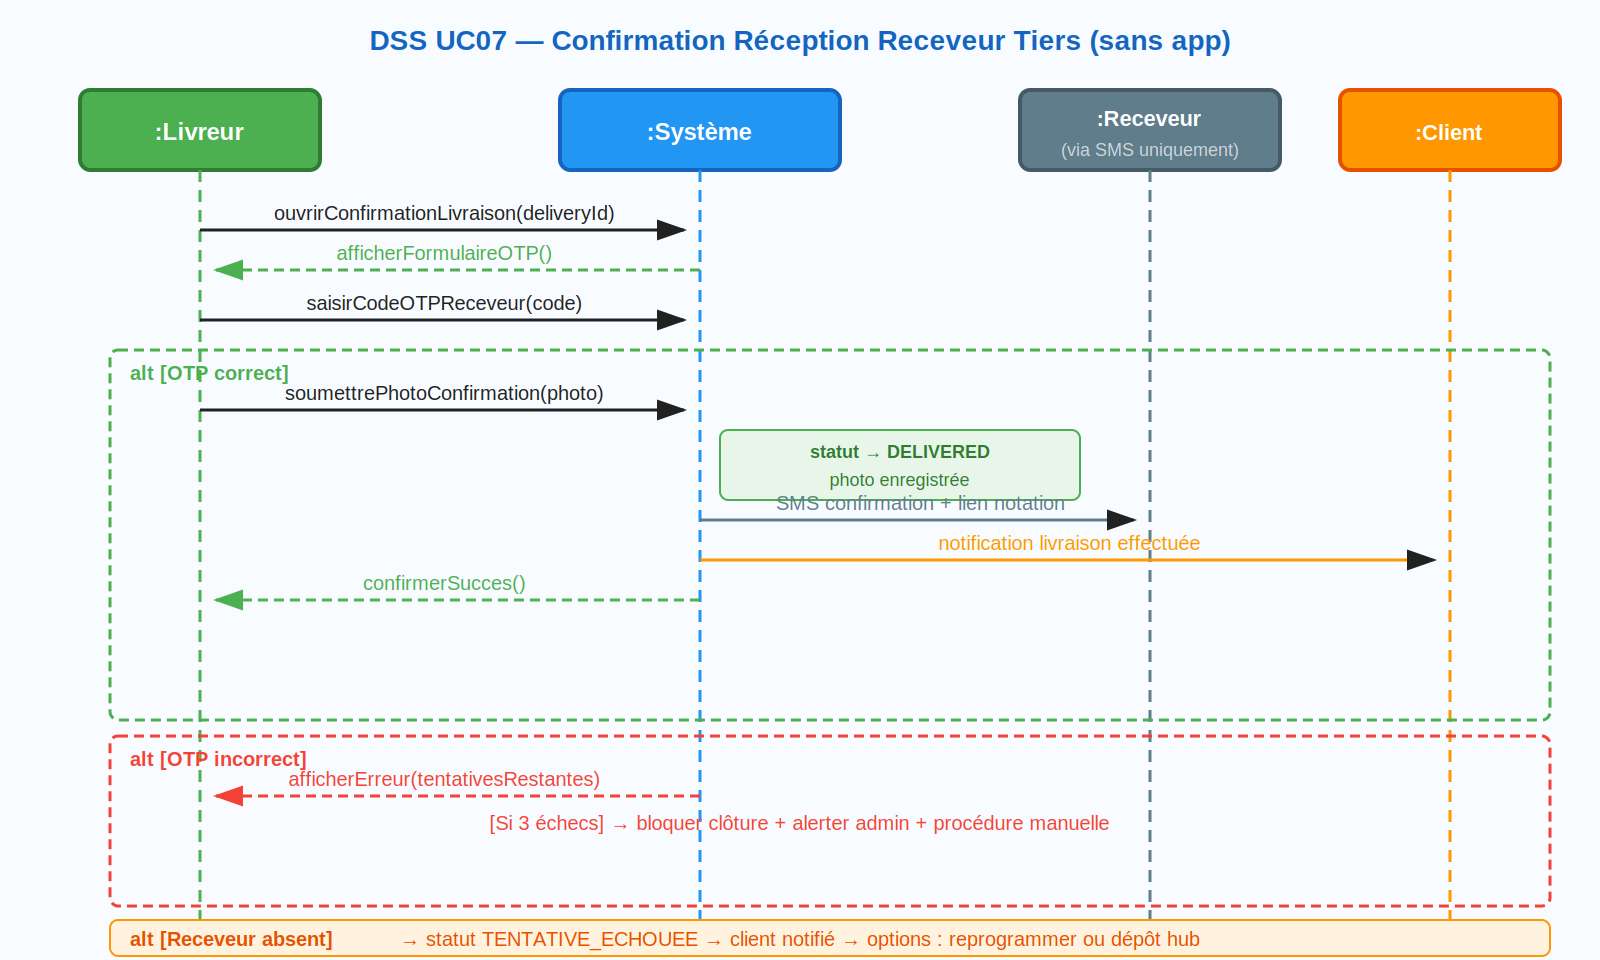 DSS UC07 — Confirmation Réception Receveur Tiers (sans app)
:Livreur
:Système
:Receveur
(via SMS uniquement)
:Client
ouvrirConfirmationLivraison(deliveryId)
afficherFormulaireOTP()
saisirCodeOTPReceveur(code)
alt [OTP correct]
soumettrePhotoConfirmation(photo)
statut → DELIVERED
photo enregistrée
SMS confirmation + lien notation
notification livraison effectuée
confirmerSucces()
alt [OTP incorrect]
afficherErreur(tentativesRestantes)
[Si 3 échecs] → bloquer clôture + alerter admin + procédure manuelle
alt [Receveur absent] → statut TENTATIVE_ECHOUEE → client notifié → options : reprogrammer ou dépôt hub